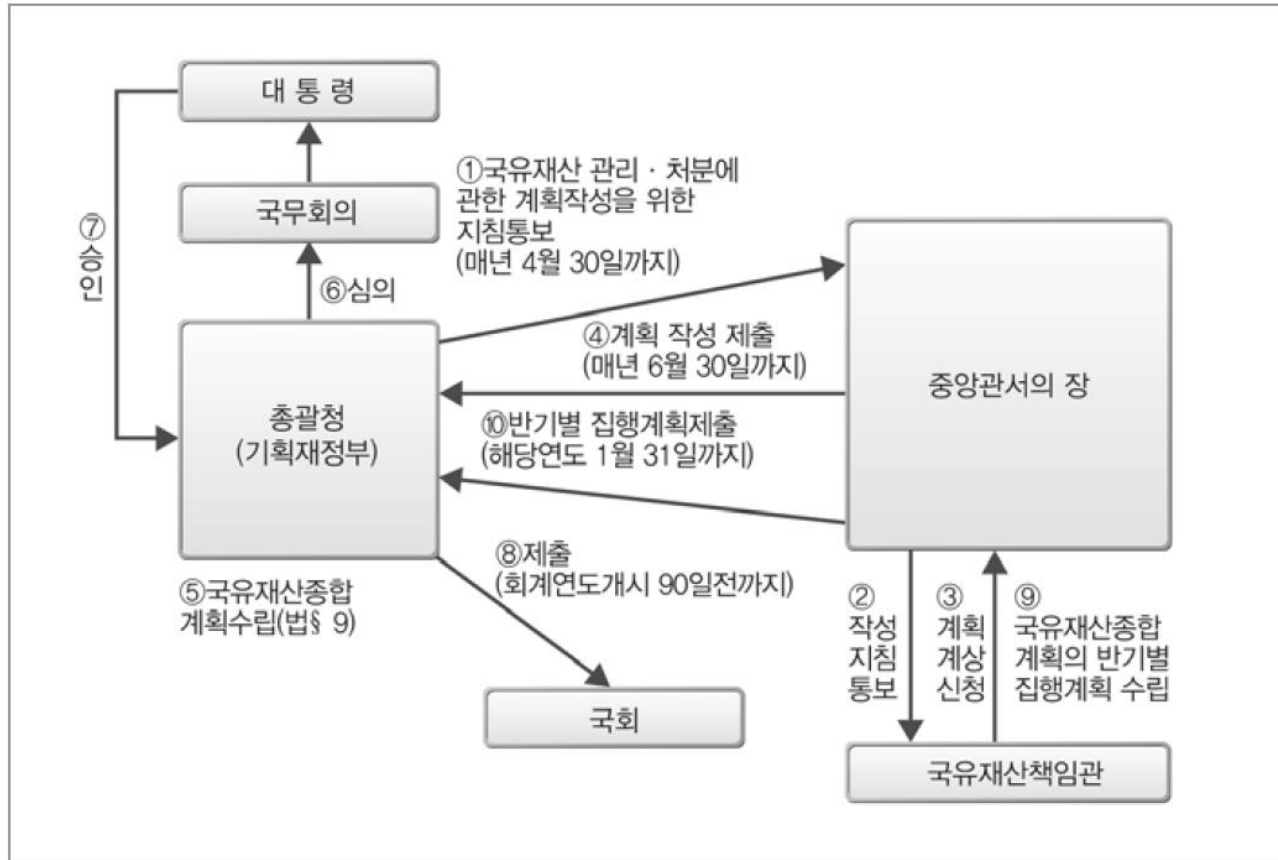 대 통 령
국무회의
⑦
승
인
⑥심의
①국유재산 관리 · 처분에
관한 계획작성을 위한
지침통보
(매년 4월 30일까지)
④계획 작성 제출
(매년 6월 30일까지)
중앙관서의 장
총괄청
(기획재정부)
⑩반기별 집행계획제출
(해당연도 1월 31일까지)
⑤국유재산종합
계획수립(법§ 9)
⑧제출
(회계연도개시 90일전까지)
②
작성
지침
통보
③
계획
계상
신청
⑨
국유재산종합
계획의 반기별
집행계획 수립
국회
국유재산책임관